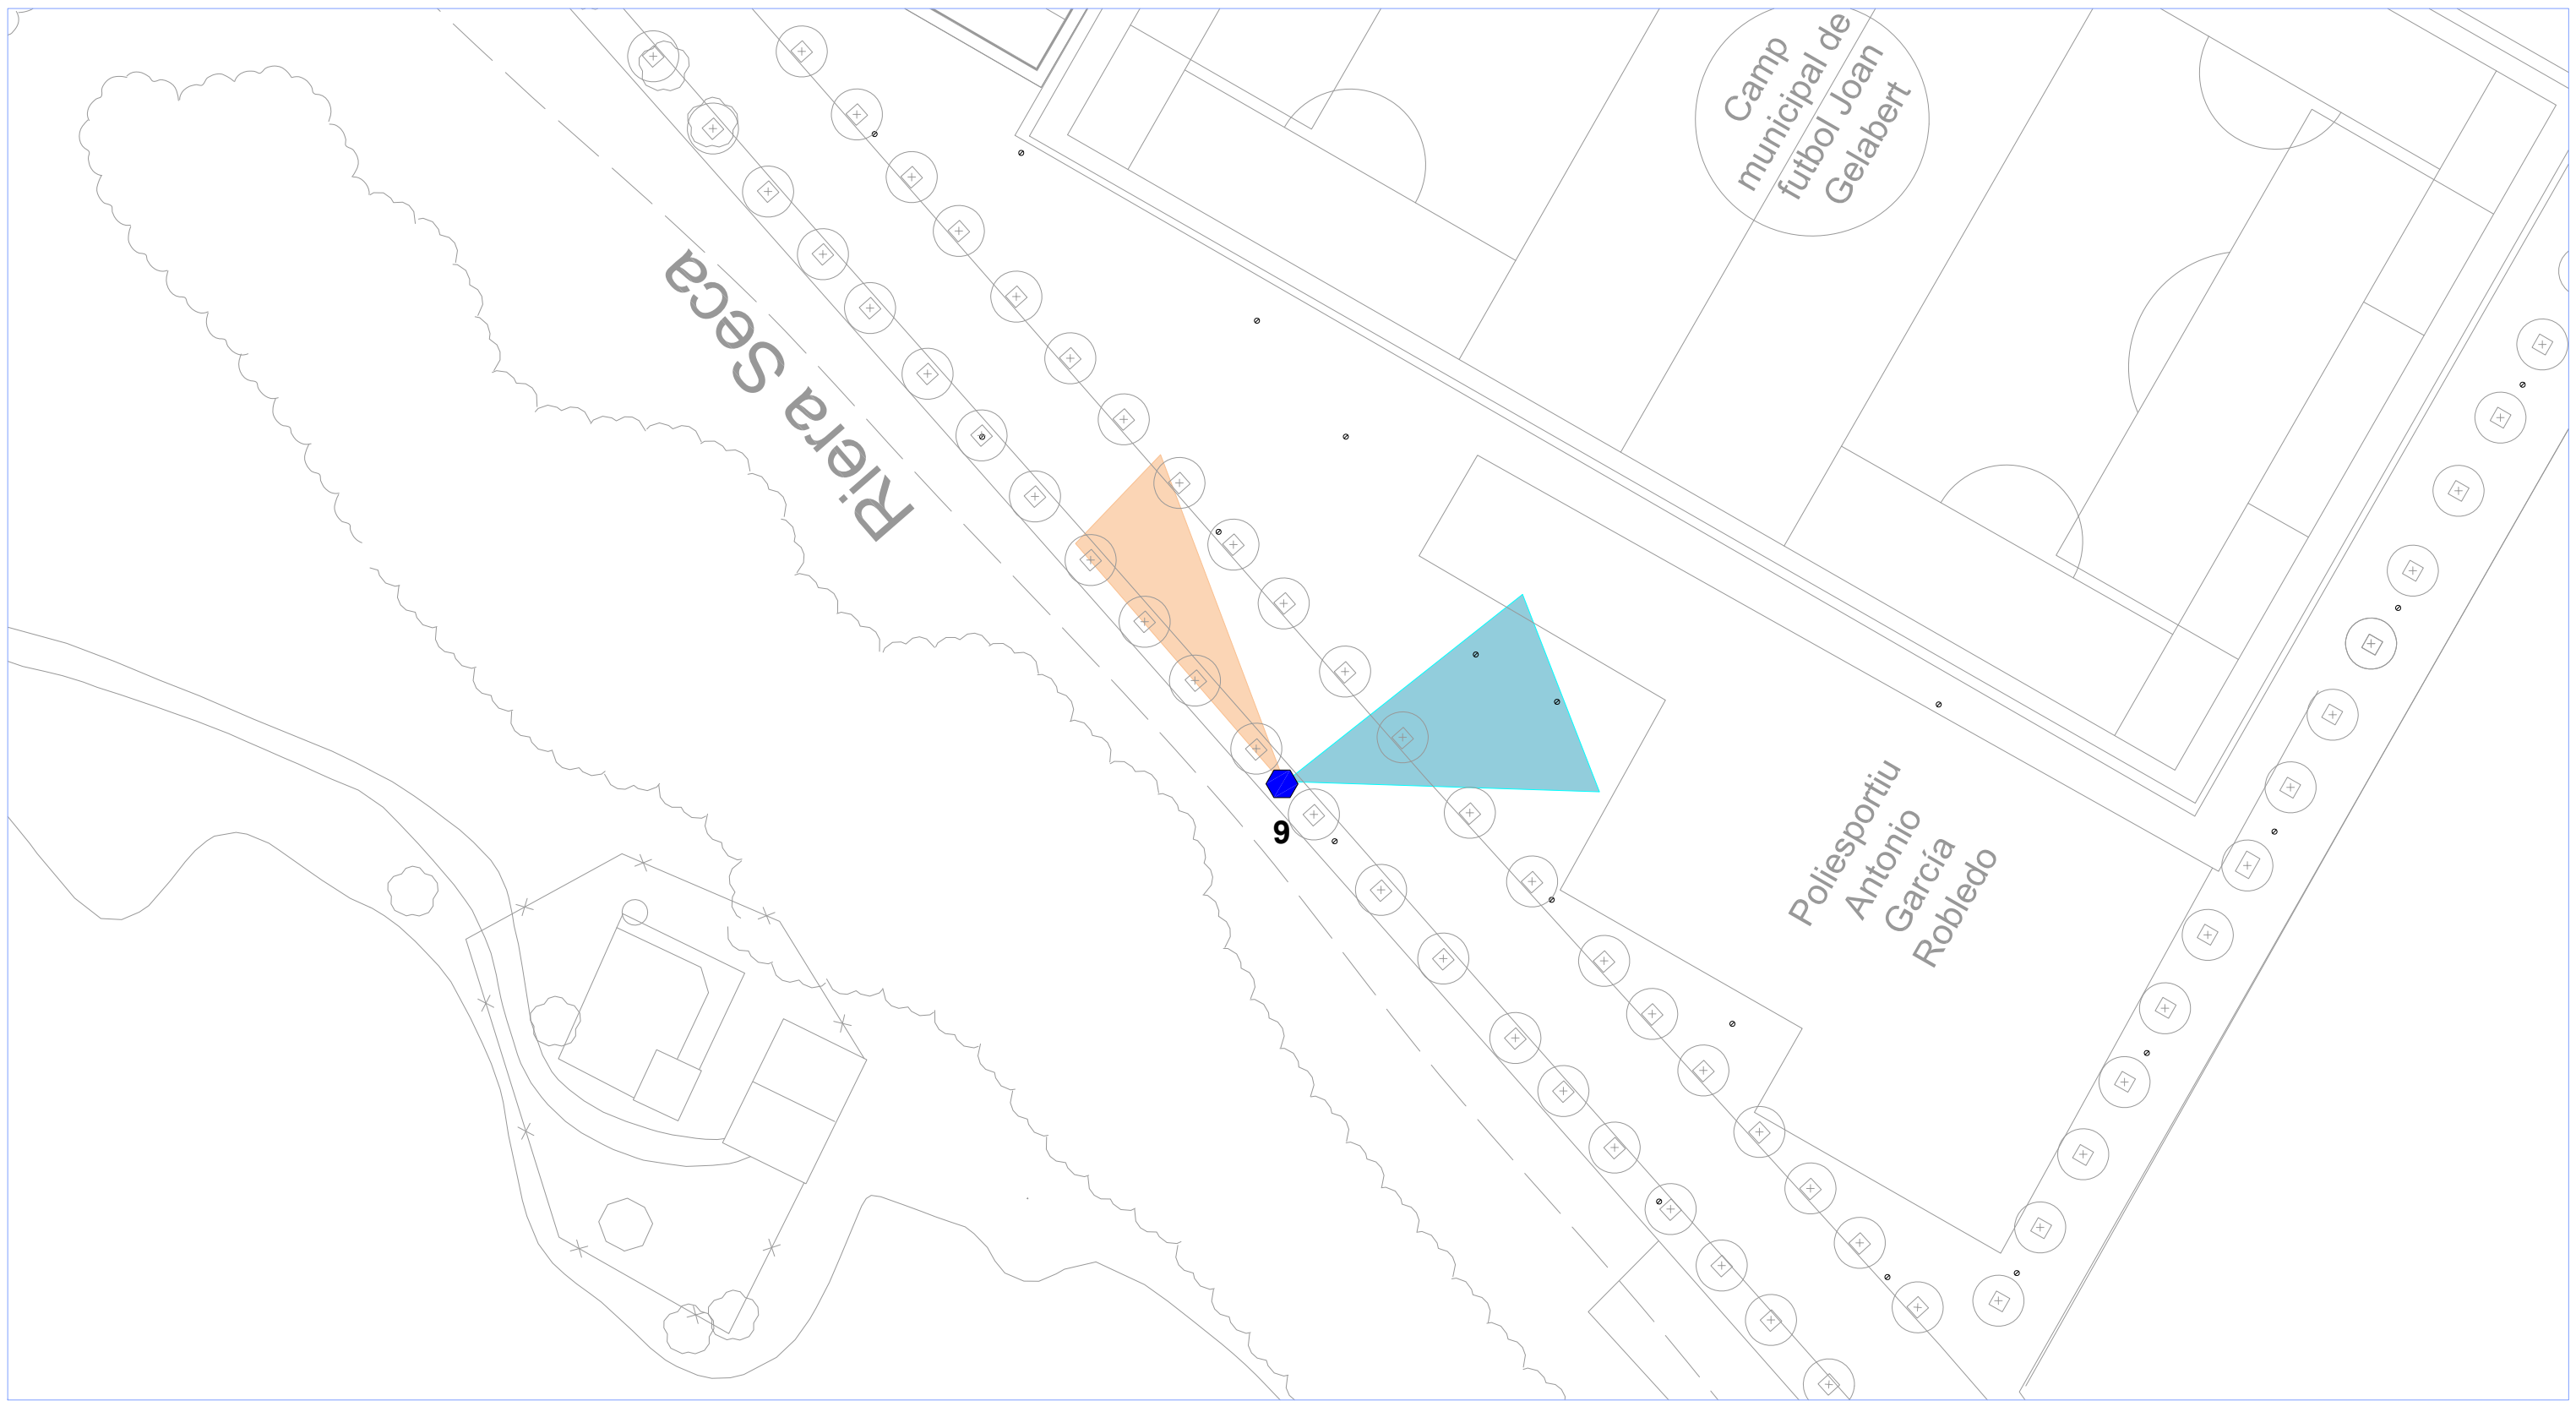 Camp
municipal de
futbol Joan
Gelabert
Riera Seca
9
Poliesportiu
Antonio
García
Robledo